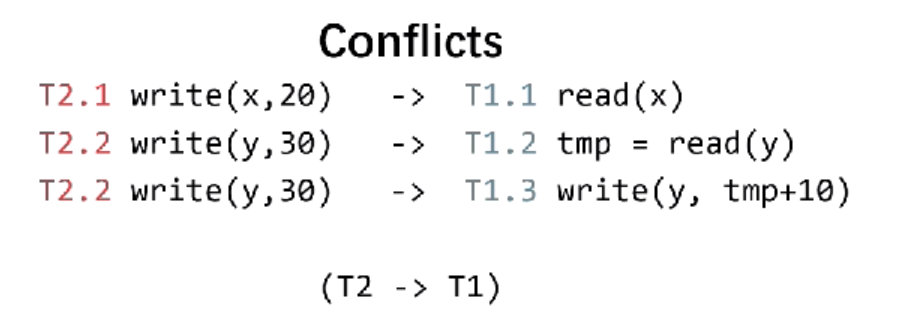 Conflicts
T2.1 write(x,20) -> T1.1 read(x)
T2.2 write(y,30) -> T1.2 tmp = read(y)
T2.2 write(y,30) -> T1.3 write(y, tmp+10)
(T2 -> T1)